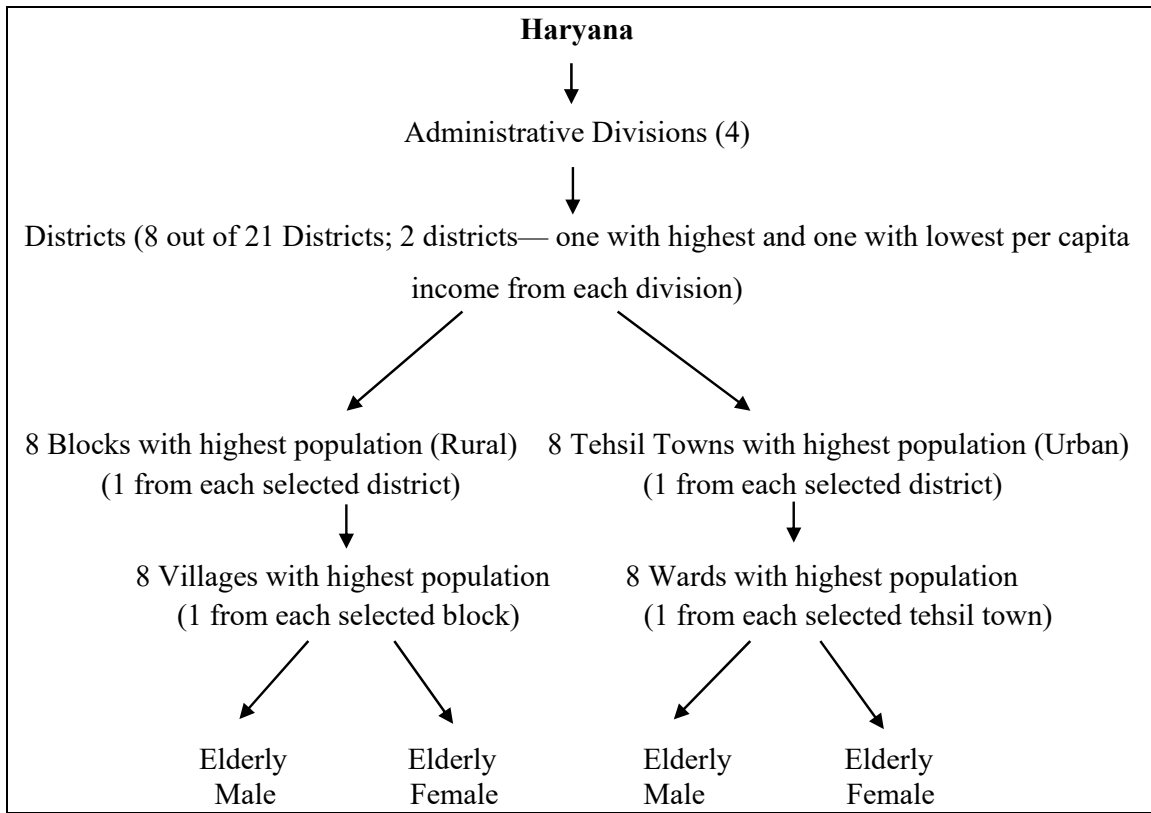 Haryana
Administrative Divisions (4)
Districts (8 out of 21 Districts; 2 districts— one with highest and one with lowest per capita
income from each division)
8 Blocks with highest population (Rural)
(1 from each selected district)
8 Tehsil Towns with highest population (Urban)
(1 from each selected district)
8 Villages with highest population
(1 from each selected block)
8 Wards with highest population
(1 from each selected tehsil town)
Elderly
Male
Elderly
Female
Elderly
Male
Elderly
Female